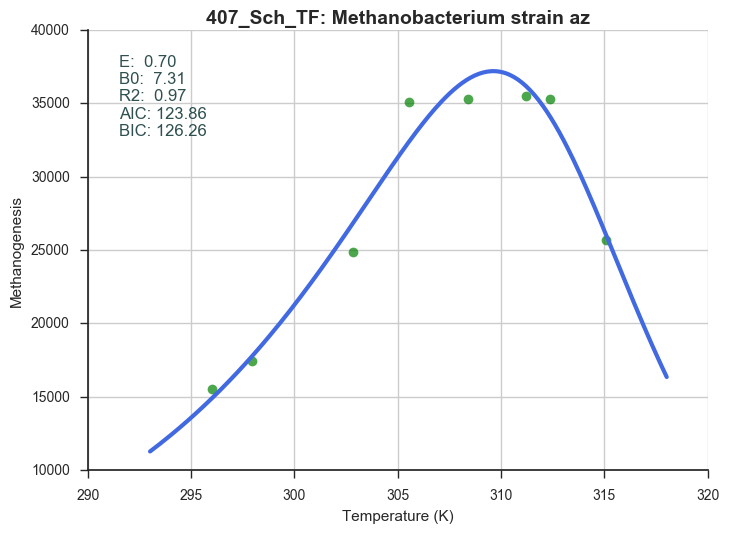 407_Sch_TF: Methanobacterium strain az
E:  0.70
B0:  7.31
R2:  0.97
AIC: 123.86
BIC: 126.26
Methanogenesis
40000
35000
30000
25000
20000
15000
10000
290 295 300 305 310 315 320
Temperature (K)